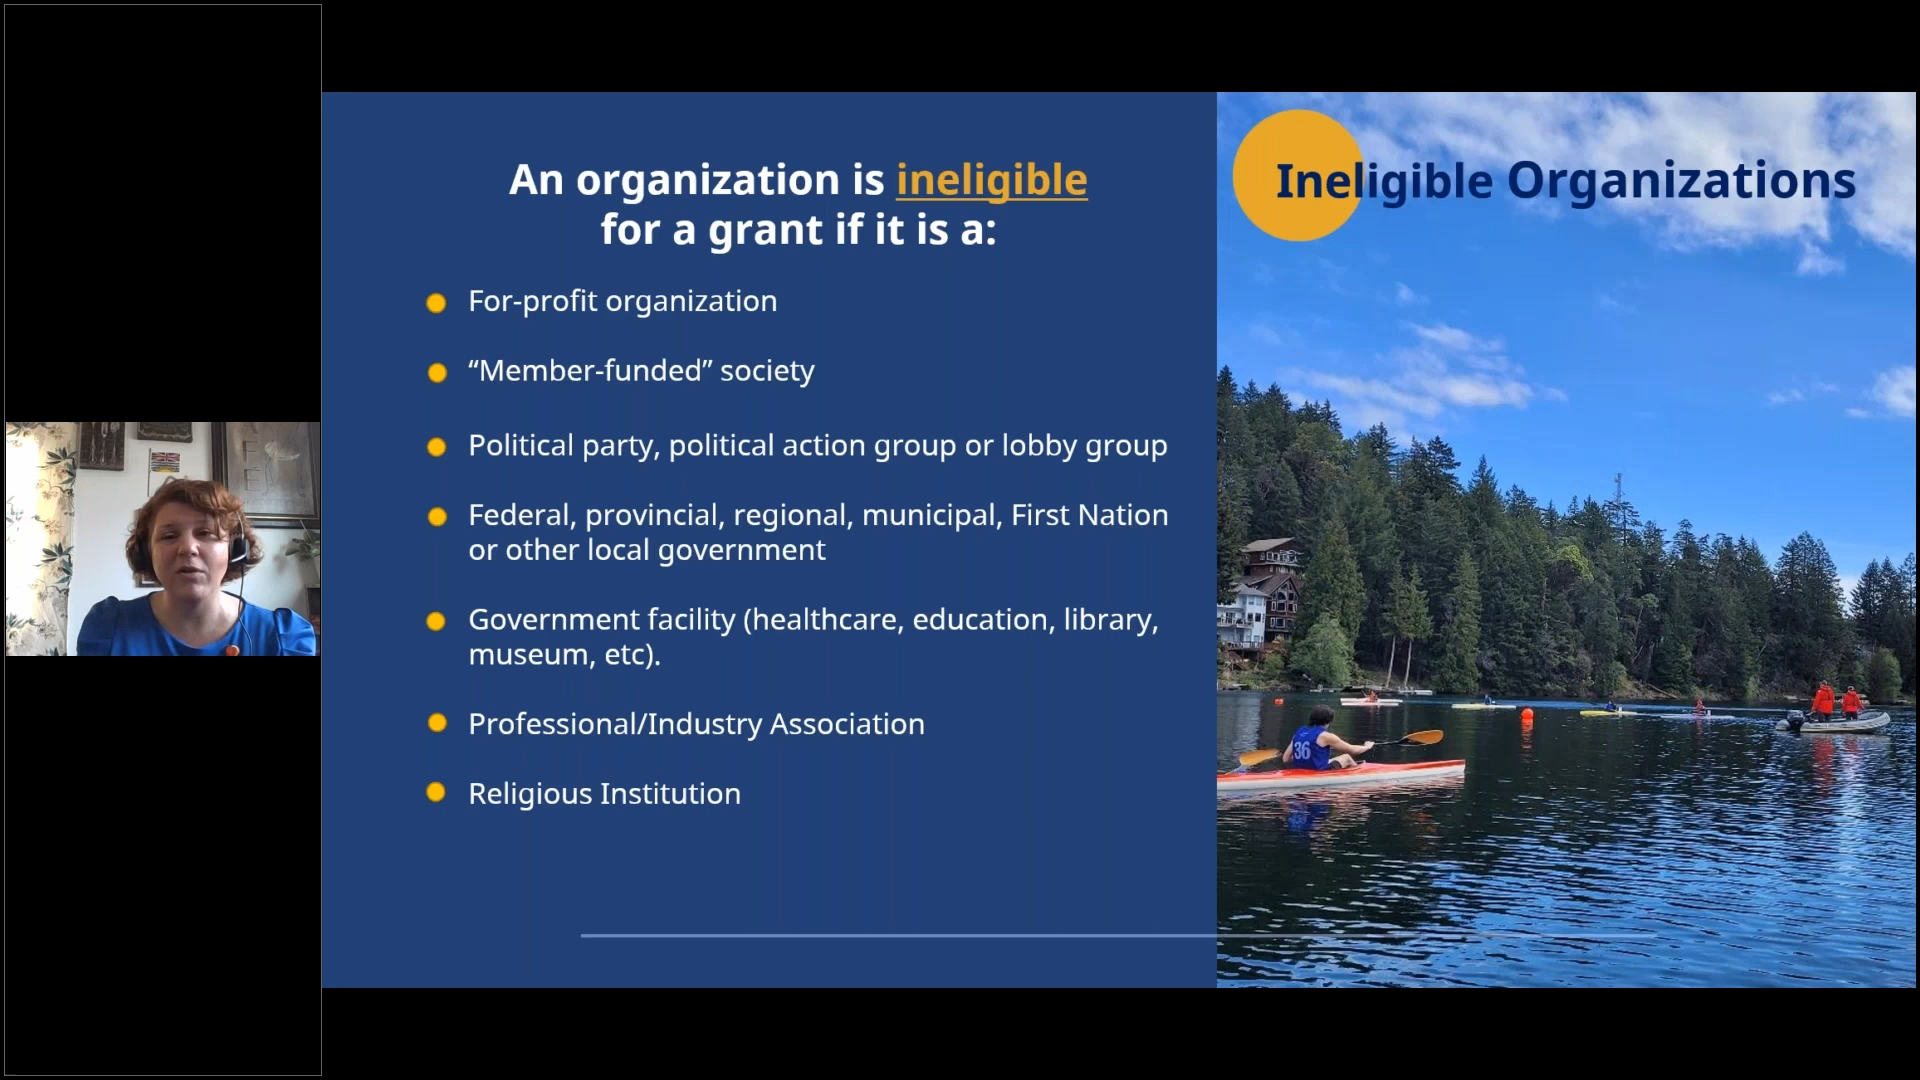 An organization is ineligible
for a grant if it is a:
For-profit organization
“Member-funded” society
Political party, political action group or lobby group
Federal, provincial, regional, municipal, First Nation
or other local government
Government facility (healthcare, education, library,
museum, etc).
Professional/Industry Association
Religious Institution
Ineligible Organizations
36